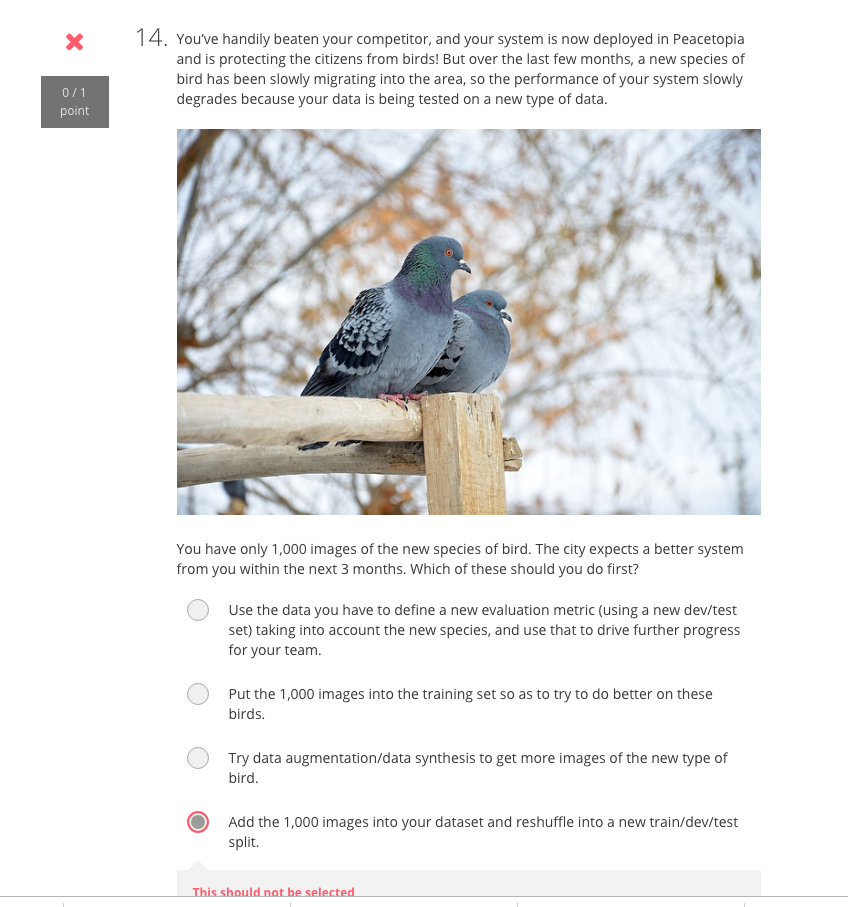 14. You’ve handily beaten your competitor, and your system is now deployed in Peacetopia
and is protecting the citizens from birds! But over the last few months, a new species of
bird has been slowly migrating into the area, so the performance of your system slowly
degrades because your data is being tested on a new type of data.
0 / 1
point
You have only 1,000 images of the new species of bird. The city expects a better system
from you within the next 3 months. Which of these should you do first?
Use the data you have to define a new evaluation metric (using a new dev/test
set) taking into account the new species, and use that to drive further progress
for your team.
Put the 1,000 images into the training set so as to try to do better on these
birds.
Try data augmentation/data synthesis to get more images of the new type of
bird.
Add the 1,000 images into your dataset and reshuffle into a new train/dev/test
split.
This should not be selected